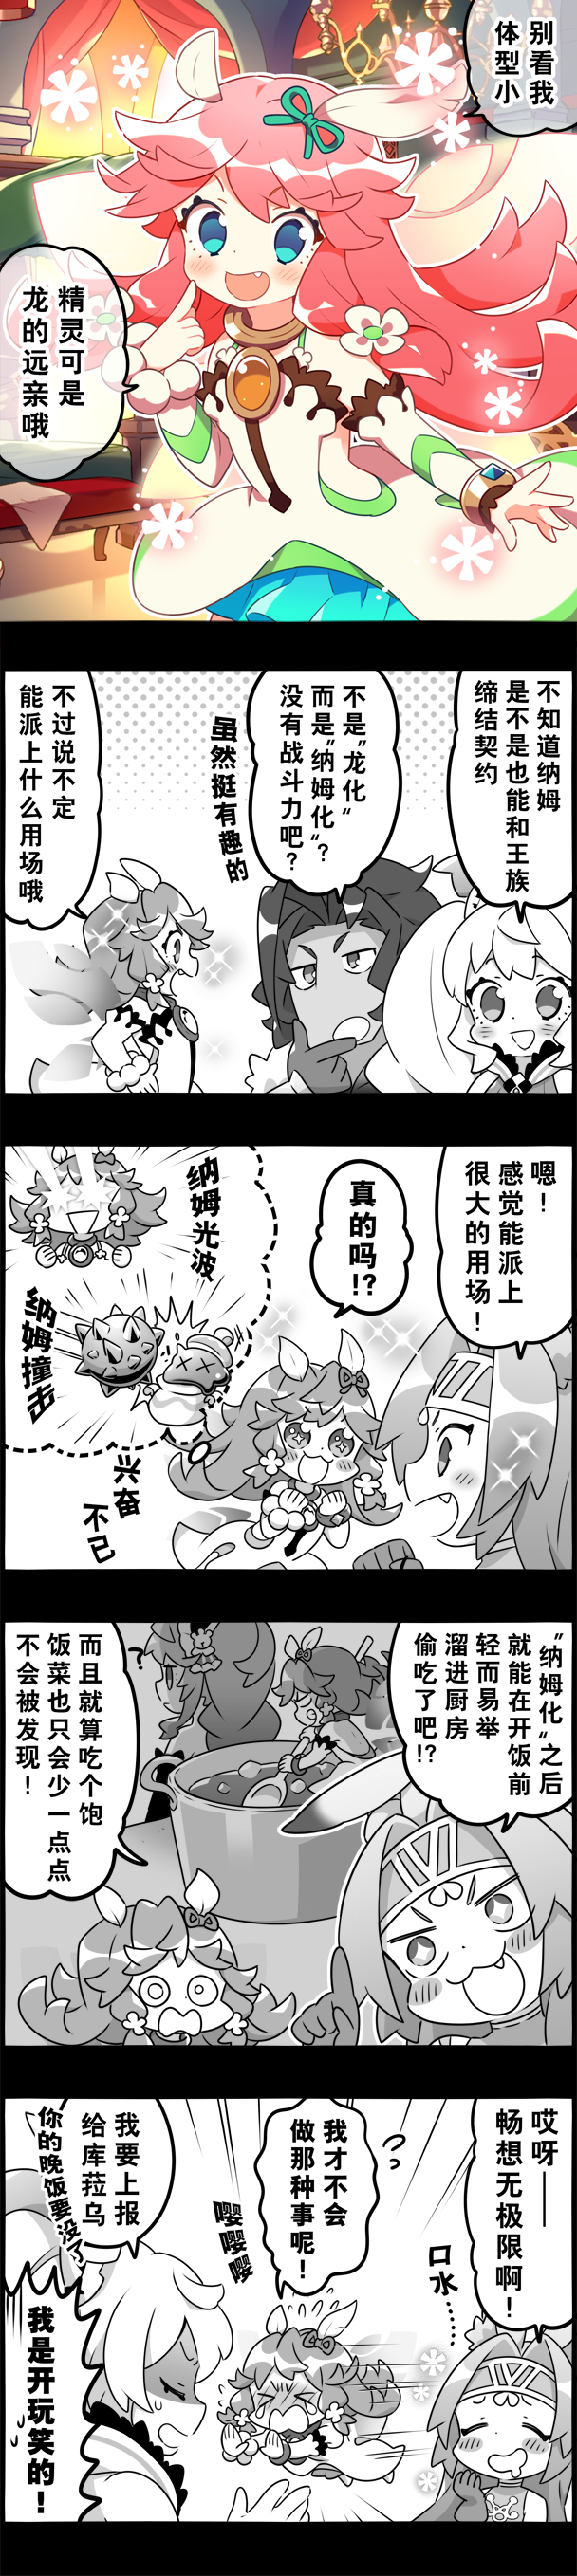 别看我
体型小
精灵可是
龙的远亲哦
不知道纳姆
是不是也能和王族
缔结契约
不是“龙化”
而是“纳姆化”?
没有战斗力吧?
虽然挺有趣的
不过说不定
能派上什么用场哦
嗯!
感觉能派上
很大的用场!
真的吗!?
纳姆光波
纳姆撞击
兴奋
不已
“纳姆化”之后
就能在开饭前
轻而易举
溜进厨房
偷吃了吧!?
?
而且就算吃个饱
饭菜也只会少一点点
不会被发现!
哎呀——
畅想无极限啊!
口水……
我才不会
做那种事呢!
嘤嘤嘤
我要上报
给库菈乌
你的晚饭要没了
我是开玩笑的!